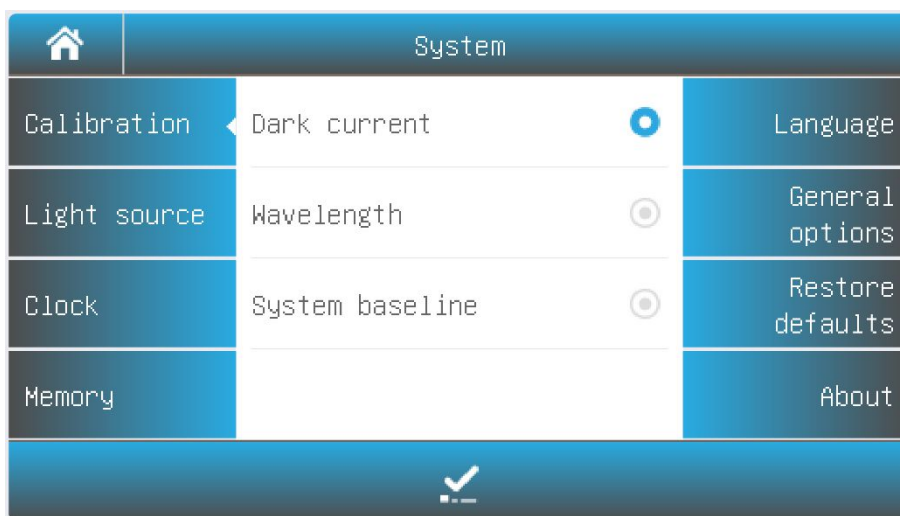 System
Calibration
Dark current
Language
Light source
Wavelength
General
options
Clock
System baseline
Restore
defaults
Memory
About